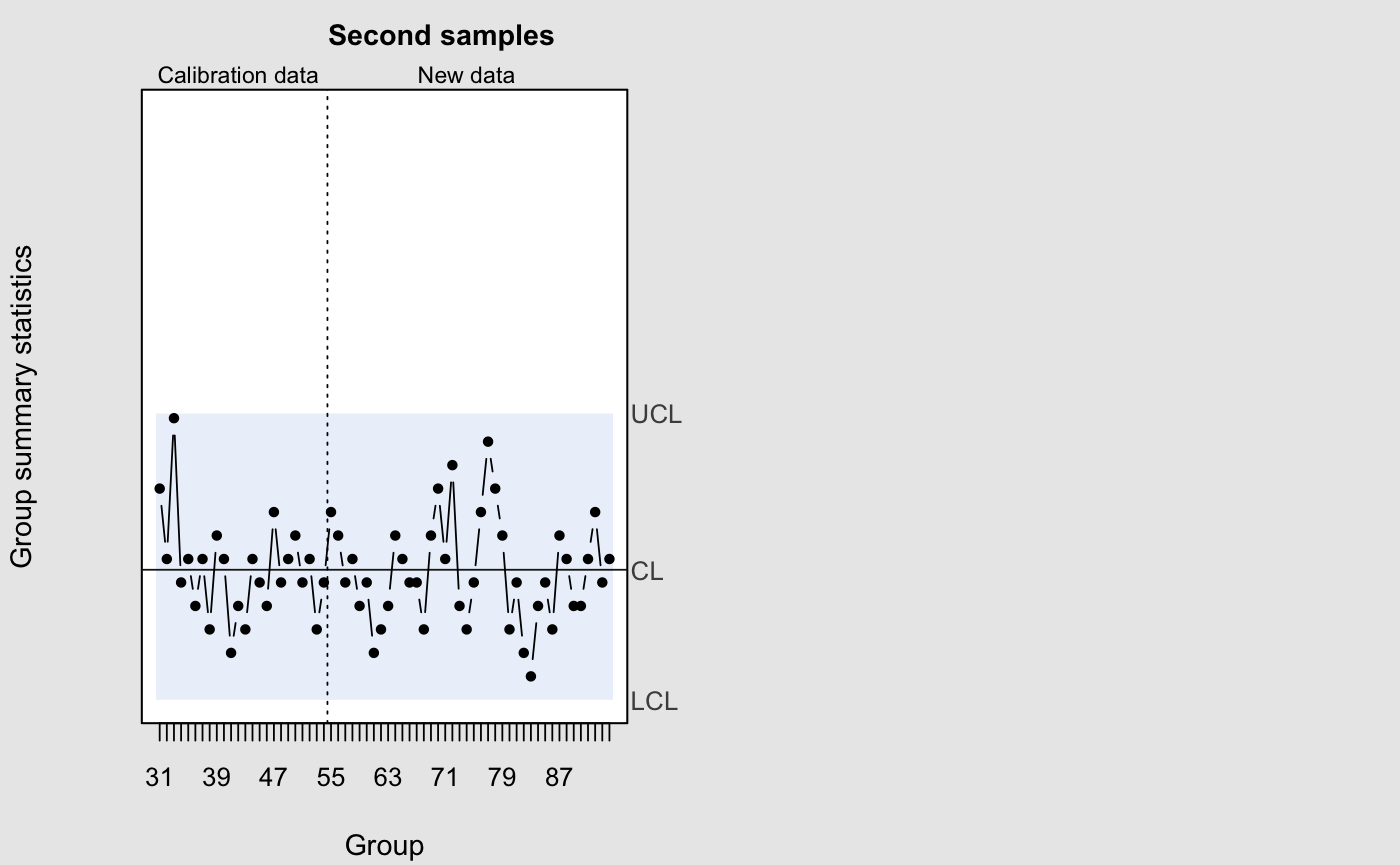 Second samples
Calibration data
New data
Group summary statistics
UCL
CL
LCL
31 39 47 55 63 71 79 87
Group